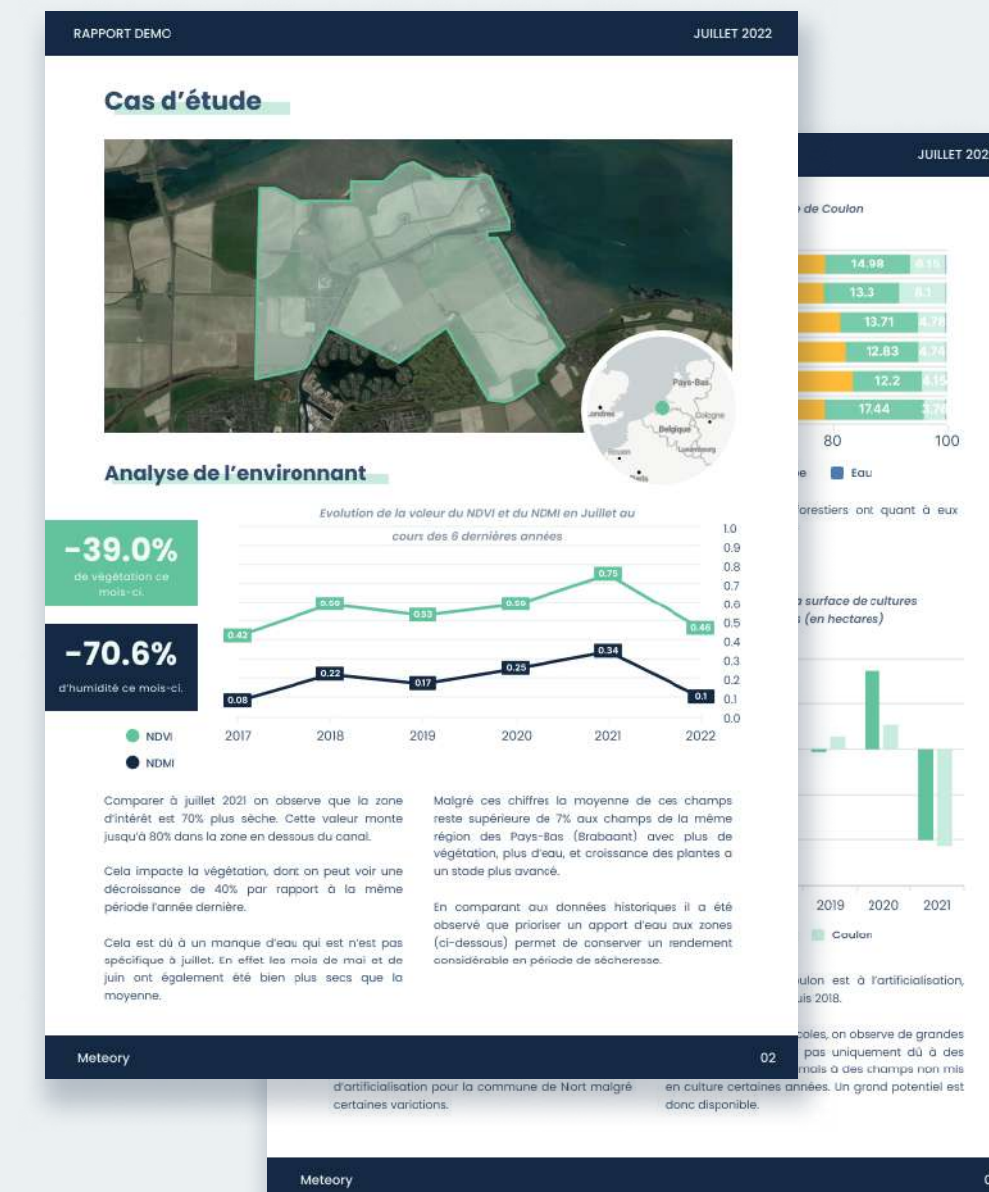 RAPPORT DEMO
JUILLET 2022
Cas d'étude
Pays-Bas
Cologne
Belgique
Analyse de l'environnant
Evolution de la valeur du NDVI et du NDMI en Juillet au
cours des 6 dernières années
-39.0%
de végétation ce
mois-ci.
-70.6%
d'humidité ce mois-ci.
1.0
0.9
0.8
0.7
0.6
0.5
0.4
0.3
0.2
0.1
0.0
0.42
0.59
0.53
0.59
0.75
0.46
0.08
0.22
0.17
0.25
0.34
0.1
2017 2018 2019 2020 2021 2022
NDVI
NDMI
Comparer à juillet 2021 on observe que la zone
d'intérêt est 70% plus sèche. Cette valeur monte
jusqu'à 80% dans la zone en dessous du canal.
Cela impacte la végétation, dont on peut voir une
décroissance de 40% par rapport à la même
période l'année dernière.
Cela est dû à un manque d'eau qui est n'est pas
spécifique à juillet. En effet les mois de mai et de
juin ont également été bien plus secs que la
moyenne.
Malgré ces chiffres la moyenne de ces champs
reste supérieure de 7% aux champs de la même
région des Pays-Bas (Brabaant) avec plus de
végétation, plus d'eau, et croissance des plantes a
un stade plus avancé.
En comparant aux données historiques il a été
observé que prioriser un apport d'eau aux zones
(ci-dessous) permet de conserver un rendement
considérable en période de sécheresse.
Meteory
02
JUILLET 202
de Coulon
14.98
13.3 8.1
13.71 4.78
12.83 4.74
12.2 4.15
17.44
80 100
Eau
orestiers ont quant à eux
surface de cultures
(en hectares)
2019 2020 2021
Coulon
ulon est à l'artificialisation,
uis 2018.
coles, on observe de grandes
pas uniquement dû à des
mais à des champs non mis
en culture certaines années. Un grand potentiel est
donc disponible.
d'artificialisation pour la commune de Niort malgré
certaines variations.
Meteory